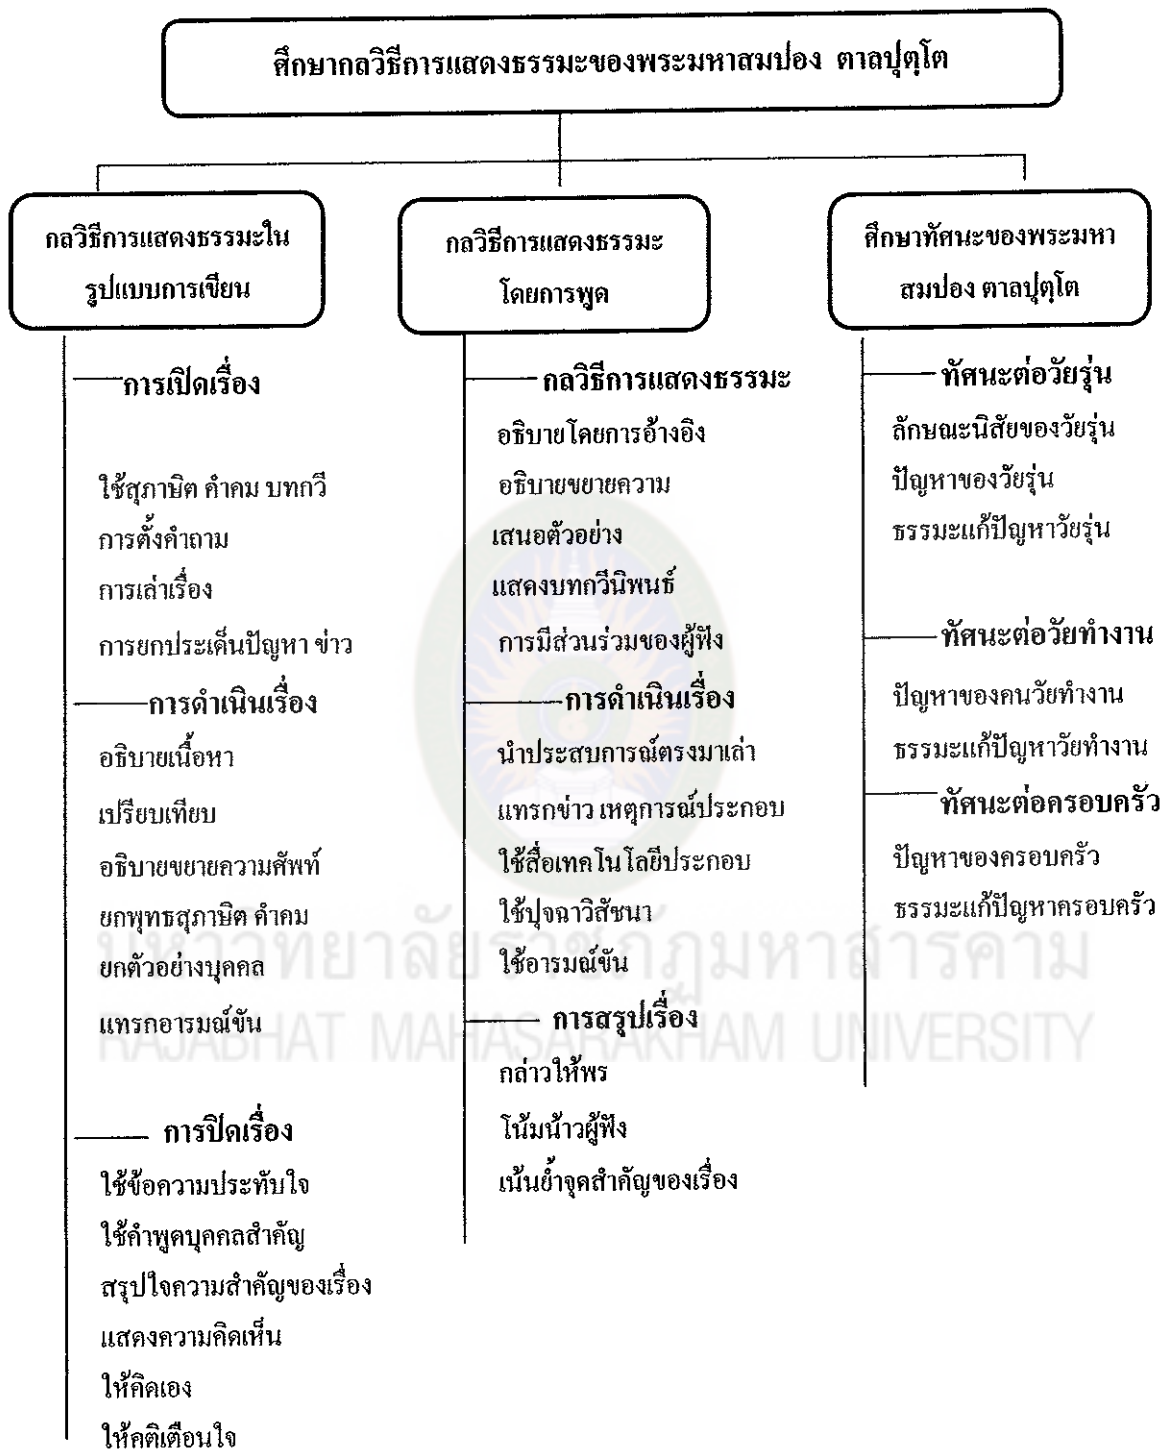 ศึกษากลวิธีการแสดงธรรมะของพระมหาสมปอง ตาลปุตฺโต
กลวิธีการแสดงธรรมะใน
รูปแบบการเขียน
การเปิดเรื่อง
ใช้สุภาษิต คำคม บทกวี
การตั้งคำถาม
การเล่าเรื่อง
การยกประเด็นปัญหา ข่าว
การดำเนินเรื่อง
อธิบายเนื้อหา
เปรียบเทียบ
อธิบายขยายความศัพท์
ยกพุทธสุภาษิต คำคม
ยกตัวอย่างบุคคล
แทรกอารมณ์ขัน
การปิดเรื่อง
ใช้ข้อความประทับใจ
ใช้คำพูดบุคคลสำคัญ
สรุปใจความสำคัญของเรื่อง
แสดงความคิดเห็น
ให้คิดเอง
ให้คติเตือนใจ
กลวิธีการแสดงธรรมะ
โดยการพูด
กลวิธีการแสดงธรรมะ
อธิบายโดยการอ้างอิง
อธิบายขยายความ
เสนอตัวอย่าง
แสดงบทกวีนิพนธ์
การมีส่วนร่วมของผู้ฟัง
การดำเนินเรื่อง
นำประสบการณ์ตรงมาเล่า
แทรกข่าว เหตุการณ์ประกอบ
ใช้สื่อเทคโนโลยีประกอบ
ใช้ปุจฉาวิสัชนา
ใช้อารมณ์ขัน
การสรุปเรื่อง
กล่าวให้พร
โน้มน้าวผู้ฟัง
เน้นย้ำจุดสำคัญของเรื่อง
ศึกษาทัศนะของพระมหา
สมปอง ตาลปุตฺโต
ทัศนะต่อวัยรุ่น
ลักษณะนิสัยของวัยรุ่น
ปัญหาของวัยรุ่น
ธรรมะแก้ปัญหาวัยรุ่น
ทัศนะต่อวัยทำงาน
ปัญหาของคนวัยทำงาน
ธรรมะแก้ปัญหาวัยทำงาน
ทัศนะต่อครอบครัว
ปัญหาของครอบครัว
ธรรมะแก้ปัญหาครอบครัว
มหาวิทยาลัยราชภัฏมหาสารคาม
RAJABHAT MAHASARAKHAM UNIVERSITY